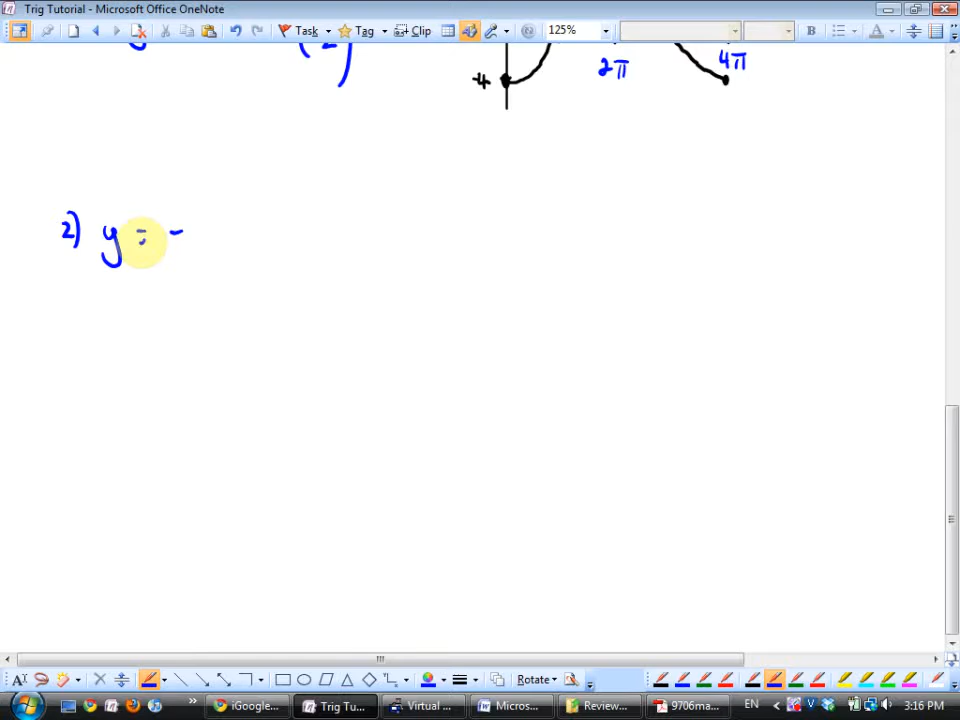 Trig Tutorial - Microsoft Office OneNote
Task Tag Clip 125% B A
-4 2π 4π
(2)
2) y = -
A Rotate
iGoogle... Trig Tu... Virtual ... Micros... Review... 9706ma... EN 3:16 PM